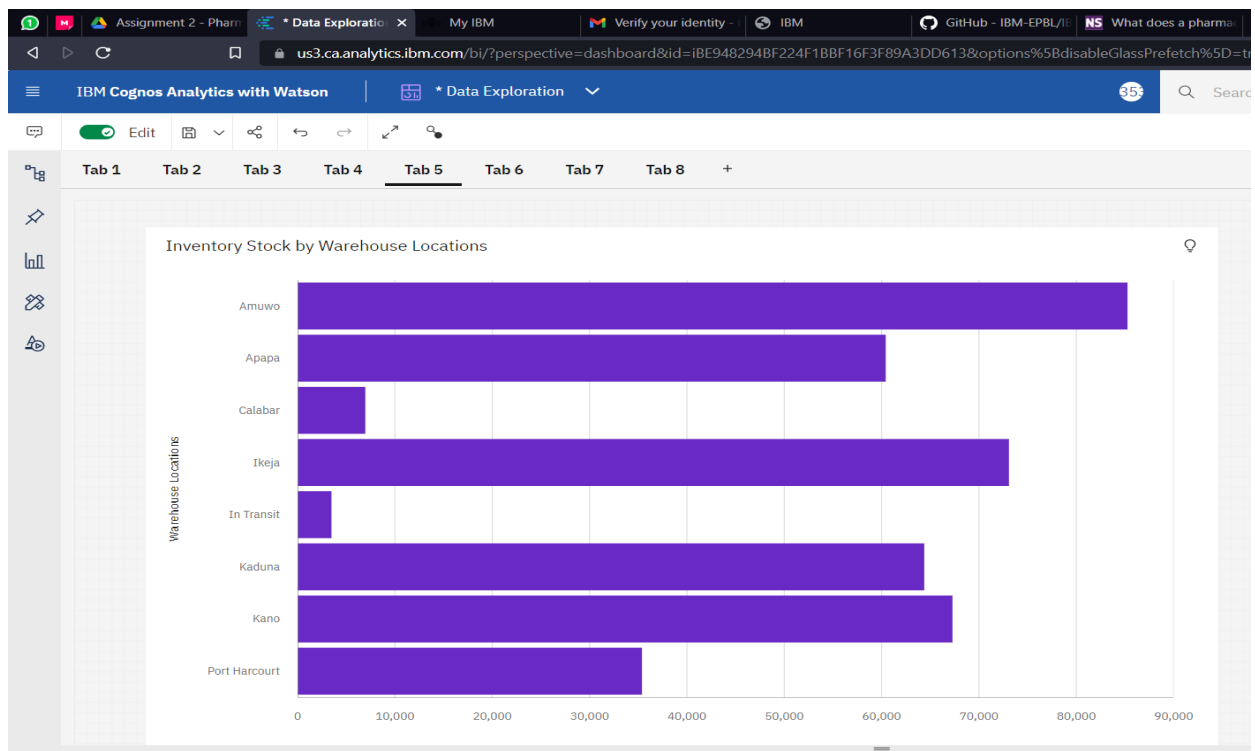 Assignment 2 - Pharm
* Data Exploratio
My IBM
Verify your identity -
IBM
GitHub - IBM-EPBL/IB
NS What does a pharma
us3.ca.analytics.ibm.com/bi/?perspective=dashboard&id=iBE948294BF224F1BBF16F3F89A3DD613&options%5BdisableGlassPrefetch%5D=tr
IBM Cognos Analytics with Watson
* Data Exploration
353
Searc
Edit
Tab 1 Tab 2 Tab 3 Tab 4 Tab 5 Tab 6 Tab 7 Tab 8 +
Inventory Stock by Warehouse Locations
Warehouse Locations
Amuwo
Apapa
Calabar
Ikeja
In Transit
Kaduna
Kano
Port Harcourt
0 10,000 20,000 30,000 40,000 50,000 60,000 70,000 80,000 90,000